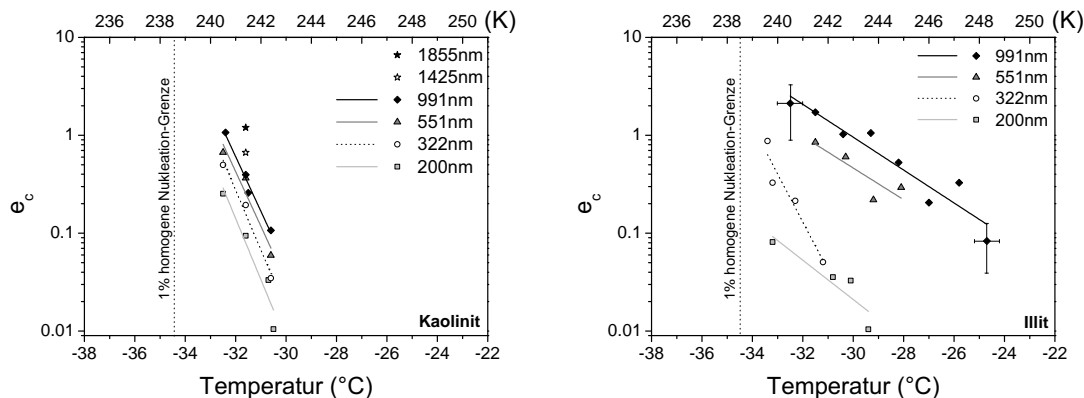 236 238 240 242 244 246 248 250 (K)
10
1
0.1
0.01
e_c
1% homogene Nukleation-Grenze
1855nm
1425nm
991nm
551nm
322nm
200nm
Kaolinit
-38 -36 -34 -32 -30 -28 -26 -24 -22
Temperatur (°C)
236 238 240 242 244 246 248 250 (K)
10
1
0.1
0.01
e_c
1% homogene Nukleation-Grenze
991nm
551nm
322nm
200nm
Illit
-38 -36 -34 -32 -30 -28 -26 -24 -22
Temperatur (°C)